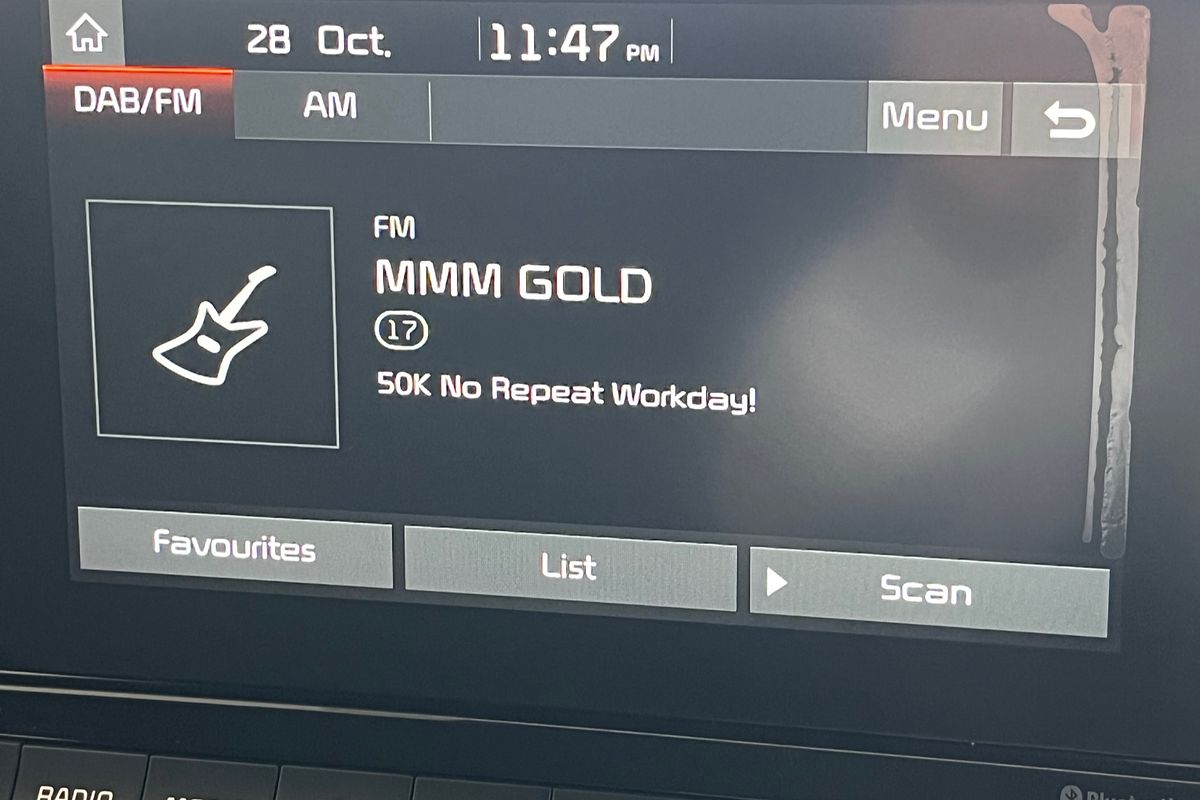 28 Oct. 11:47 PM
DAB/FM AM Menu
FM
MMM GOLD
17
50K No Repeat Workday!
Favourites List Scan
RADIO